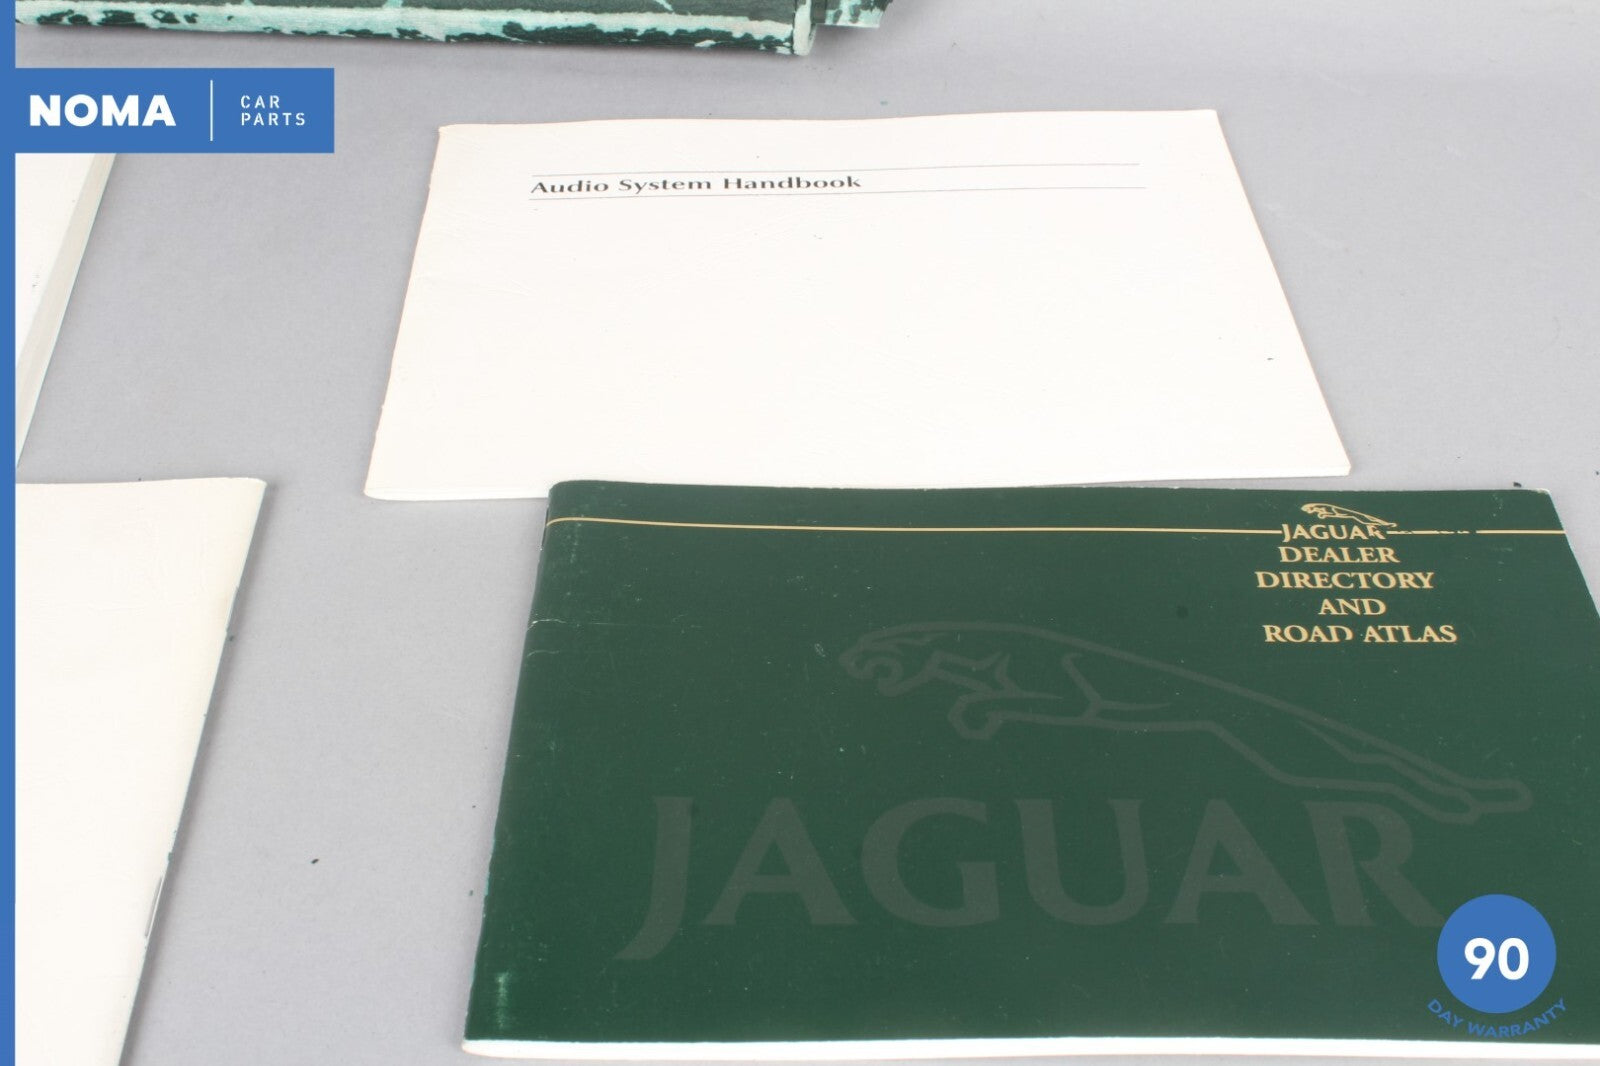 NOMA
CAR
PARTS
Audio System Handbook
JAGUAR
DEALER
DIRECTORY
AND
ROAD ATLAS
JAGUAR
90
DAY WARRANTY